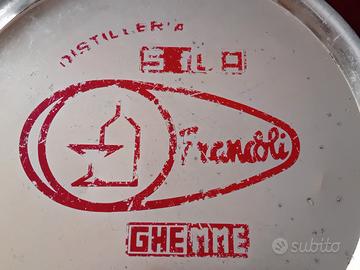 DISTILLERIA
SILO
Francoli
GHEMME
subito